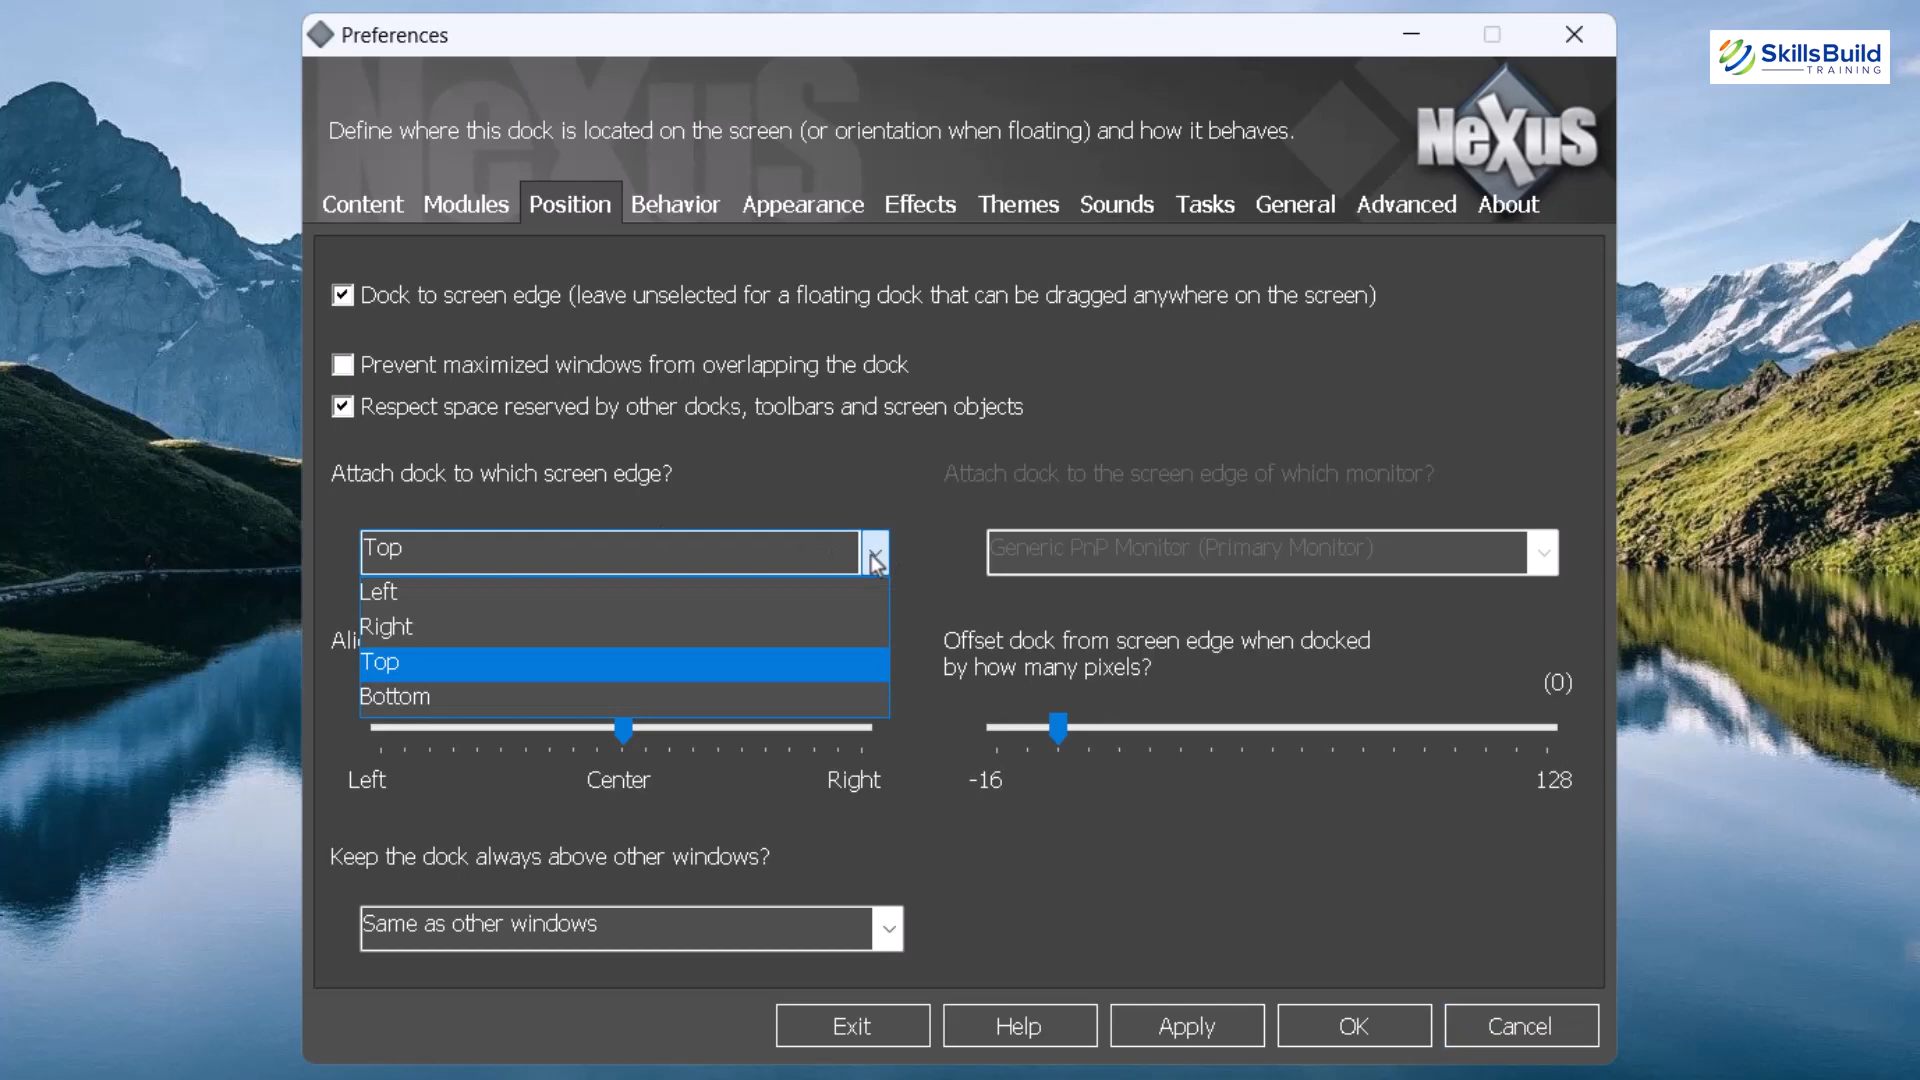 Preferences
SkillsBuild
TRAINING
NeXuS
Define where this dock is located on the screen (or orientation when floating) and how it behaves.
NeXuS
Content Modules Position Behavior Appearance Effects Themes Sounds Tasks General Advanced About
Dock to screen edge (leave unselected for a floating dock that can be dragged anywhere on the screen)
Prevent maximized windows from overlapping the dock
Respect space reserved by other docks, toolbars and screen objects
Attach dock to which screen edge?
Attach dock to the screen edge of which monitor?
Top
Generic PnP Monitor (Primary Monitor)
Left
Right
Top
Bottom
Offset dock from screen edge when docked
by how many pixels?
(0)
Left Center Right
-16 128
Keep the dock always above other windows?
Same as other windows
Exit Help Apply OK Cancel